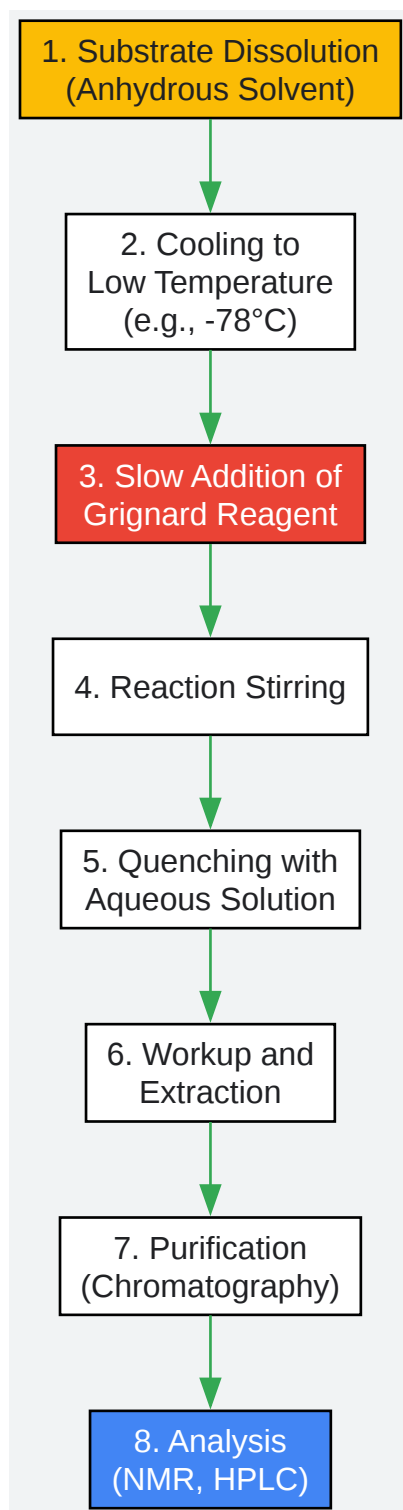 1. Substrate Dissolution
(Anhydrous Solvent)
2. Cooling to
Low Temperature
(e.g., -78°C)
3. Slow Addition of
Grignard Reagent
4. Reaction Stirring
5. Quenching with
Aqueous Solution
6. Workup and
Extraction
7. Purification
(Chromatography)
8. Analysis
(NMR, HPLC)